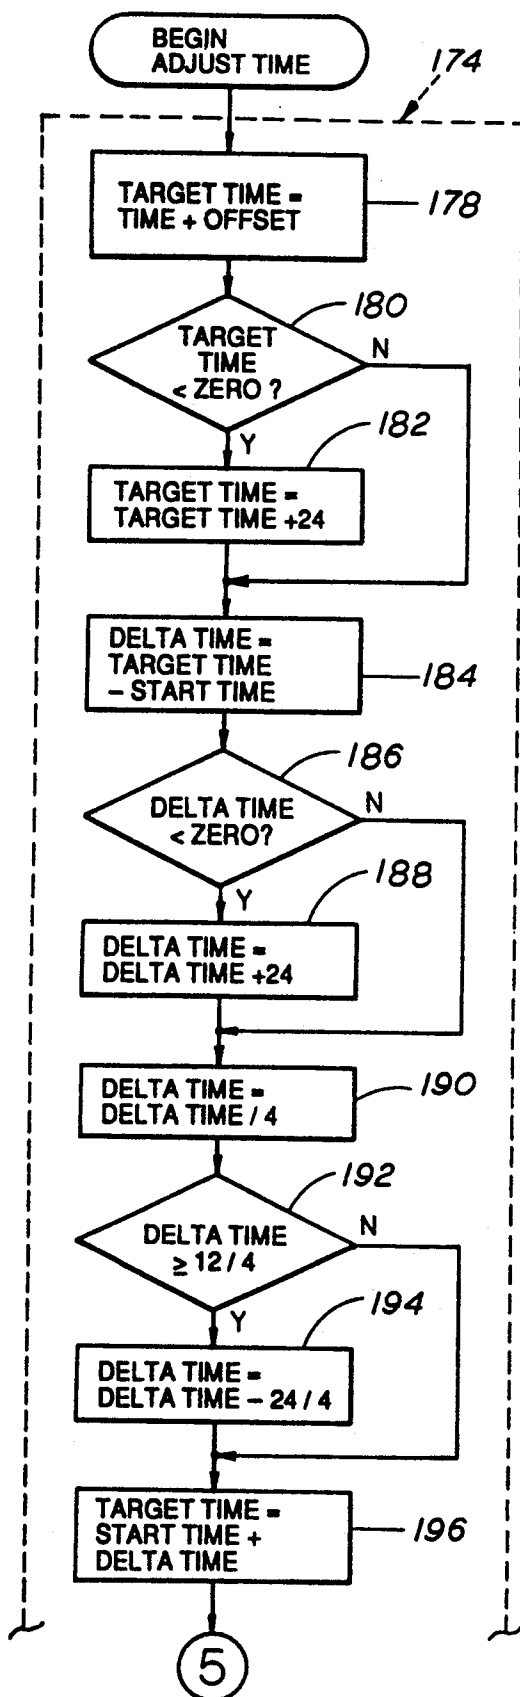 BEGIN
ADJUST TIME
174
TARGET TIME =
TIME + OFFSET
178
180
TARGET
TIME
< ZERO ?
N
Y
182
TARGET TIME =
TARGET TIME +24
DELTA TIME =
TARGET TIME
– START TIME
184
186
DELTA TIME
< ZERO?
N
Y
188
DELTA TIME =
DELTA TIME +24
DELTA TIME =
DELTA TIME / 4
190
192
DELTA TIME
≥ 12 / 4
N
Y
194
DELTA TIME =
DELTA TIME – 24 / 4
TARGET TIME =
START TIME +
DELTA TIME
196
5